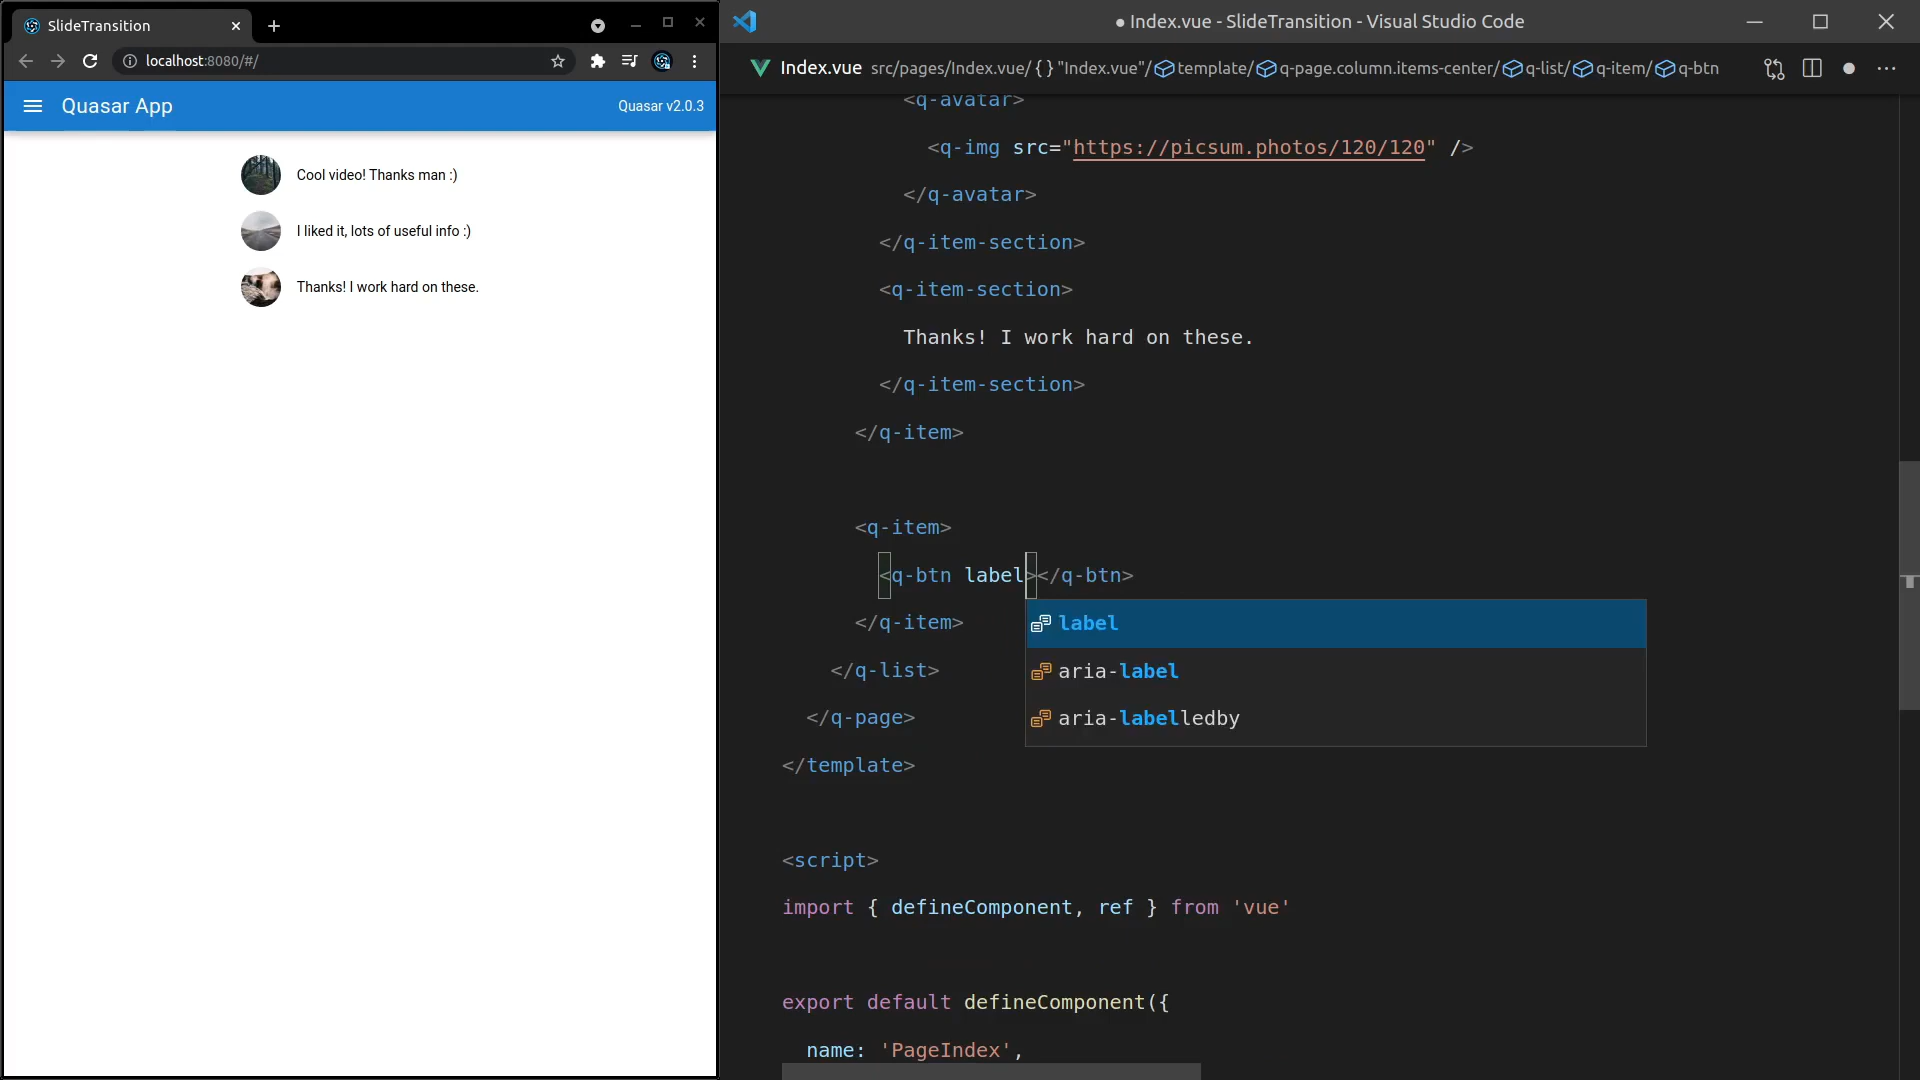 SlideTransition
localhost:8080/#/
Quasar App
Quasar v2.0.3
Cool video! Thanks man :)
I liked it, lots of useful info :)
Thanks! I work hard on these.
● Index.vue - SlideTransition - Visual Studio Code
Index.vue src/pages/Index.vue/{ } "Index.vue"/ template/ q-page.column.items-center/ q-list/ q-item/ q-btn
<q-avatar>
<q-img src="https://picsum.photos/120/120" />
</q-avatar>
</q-item-section>
<q-item-section>
Thanks! I work hard on these.
</q-item-section>
</q-item>
<q-item>
<q-btn label></q-btn>
label
</q-item>
aria-label
</q-list>
aria-labelledby
</q-page>
</template>
<script>
import { defineComponent, ref } from 'vue'
export default defineComponent({
name: 'PageIndex',